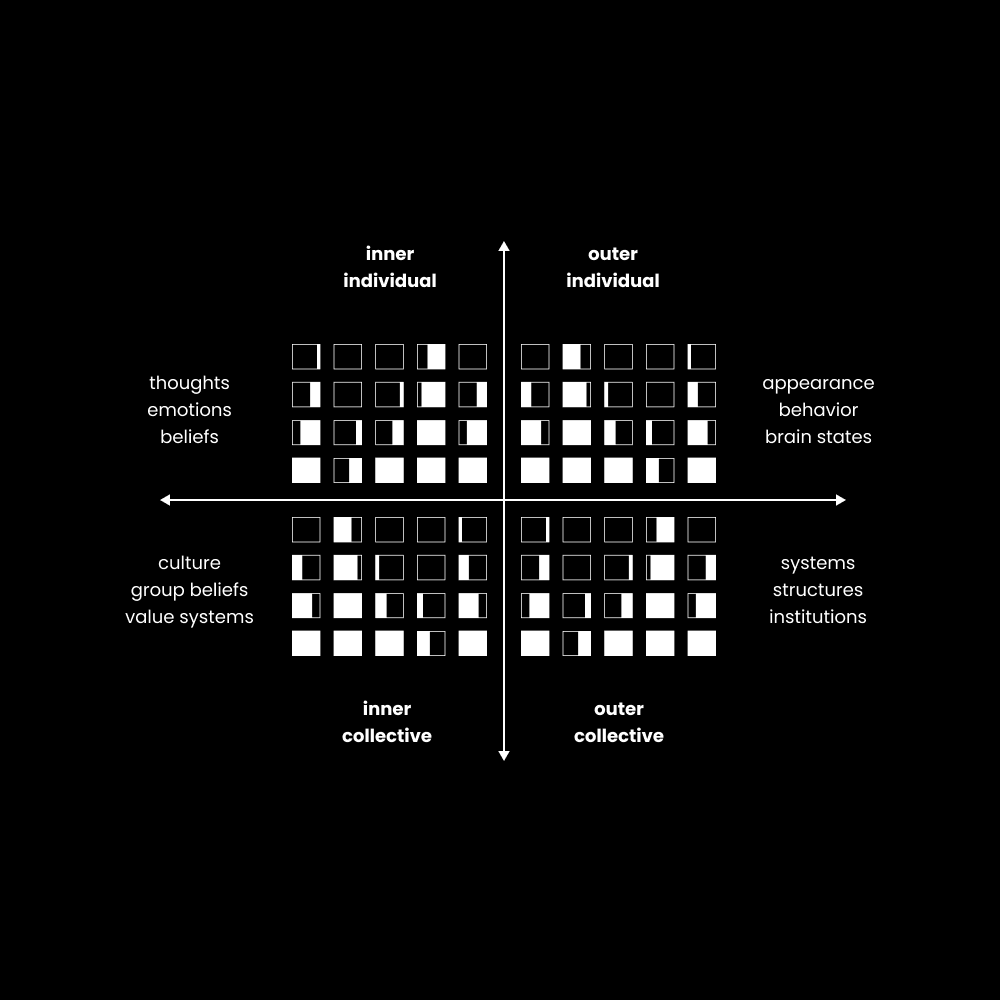 inner
individual
outer
individual
thoughts
emotions
beliefs
appearance
behavior
brain states
culture
group beliefs
value systems
systems
structures
institutions
inner
collective
outer
collective